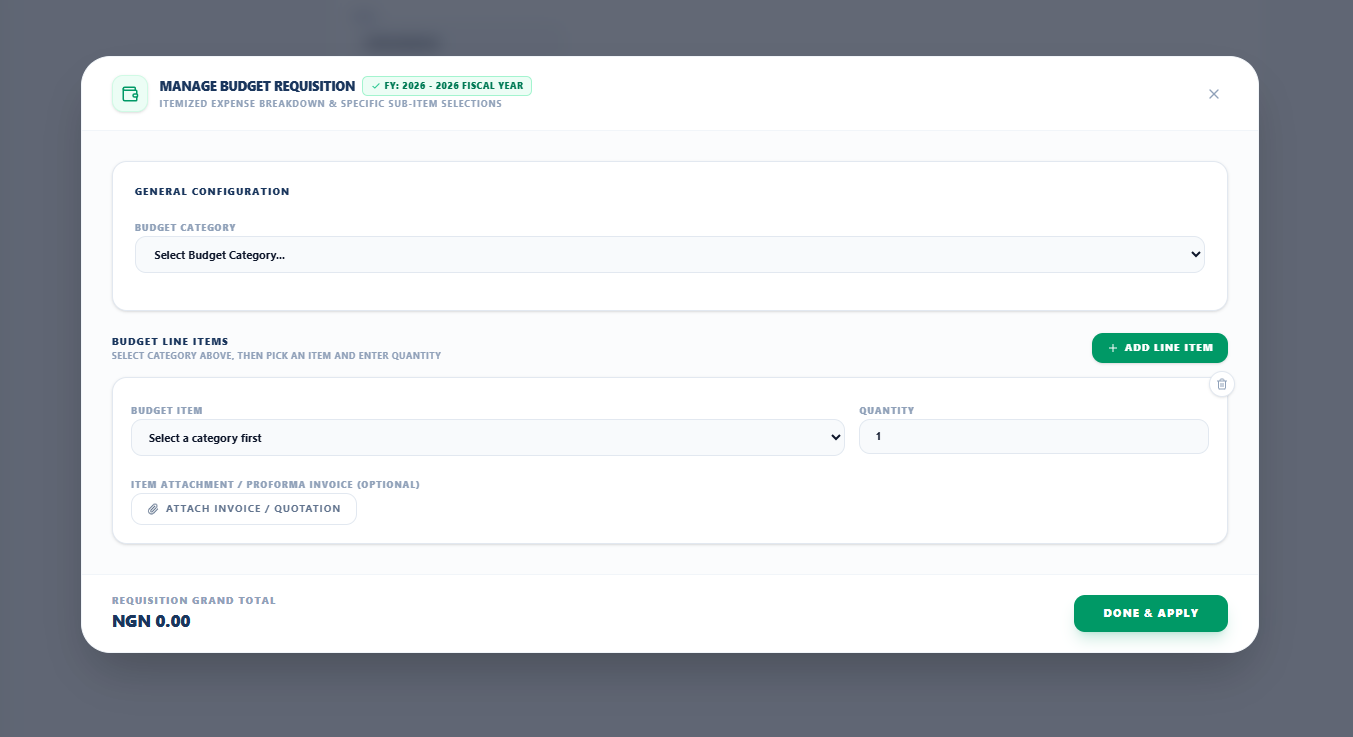 MANAGE BUDGET REQUISITION
FY: 2026 - 2026 FISCAL YEAR
ITEMIZED EXPENSE BREAKDOWN & SPECIFIC SUB-ITEM SELECTIONS
GENERAL CONFIGURATION
BUDGET CATEGORY
Select Budget Category...
BUDGET LINE ITEMS
SELECT CATEGORY ABOVE, THEN PICK AN ITEM AND ENTER QUANTITY
ADD LINE ITEM
BUDGET ITEM
QUANTITY
Select a category first
1
ITEM ATTACHMENT / PROFORMA INVOICE (OPTIONAL)
ATTACH INVOICE / QUOTATION
REQUISITION GRAND TOTAL
NGN 0.00
DONE & APPLY